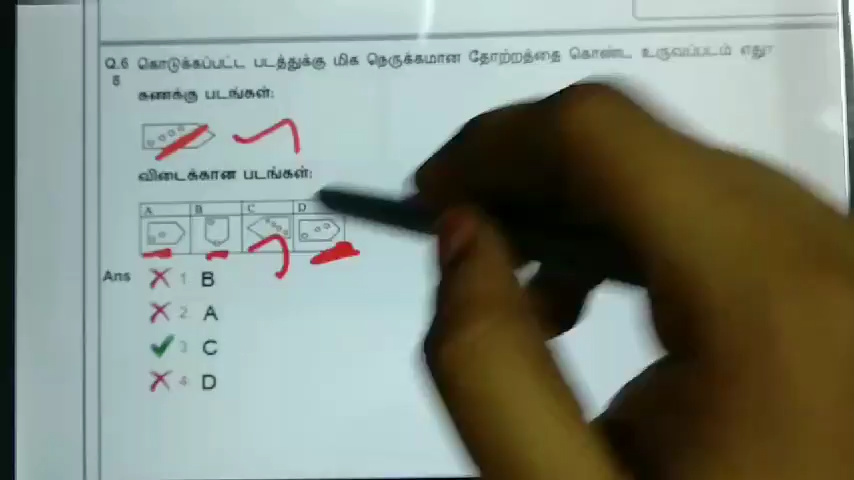 Q.6 கொடுக்கப்பட்ட படத்துக்கு மிக நெருக்கமான தோற்றத்தை கொண்ட உருவப்படம் எது?
6
கணக்கு படங்கள்:
விடைக்கான படங்கள்:
A B C D
Ans 1 B
2 A
3 C
4 D